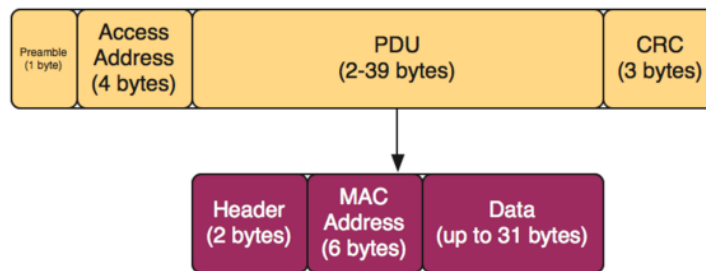 Preamble
(1 byte)
Access
Address
(4 bytes)
PDU
(2-39 bytes)
CRC
(3 bytes)
Header
(2 bytes)
MAC
Address
(6 bytes)
Data
(up to 31 bytes)